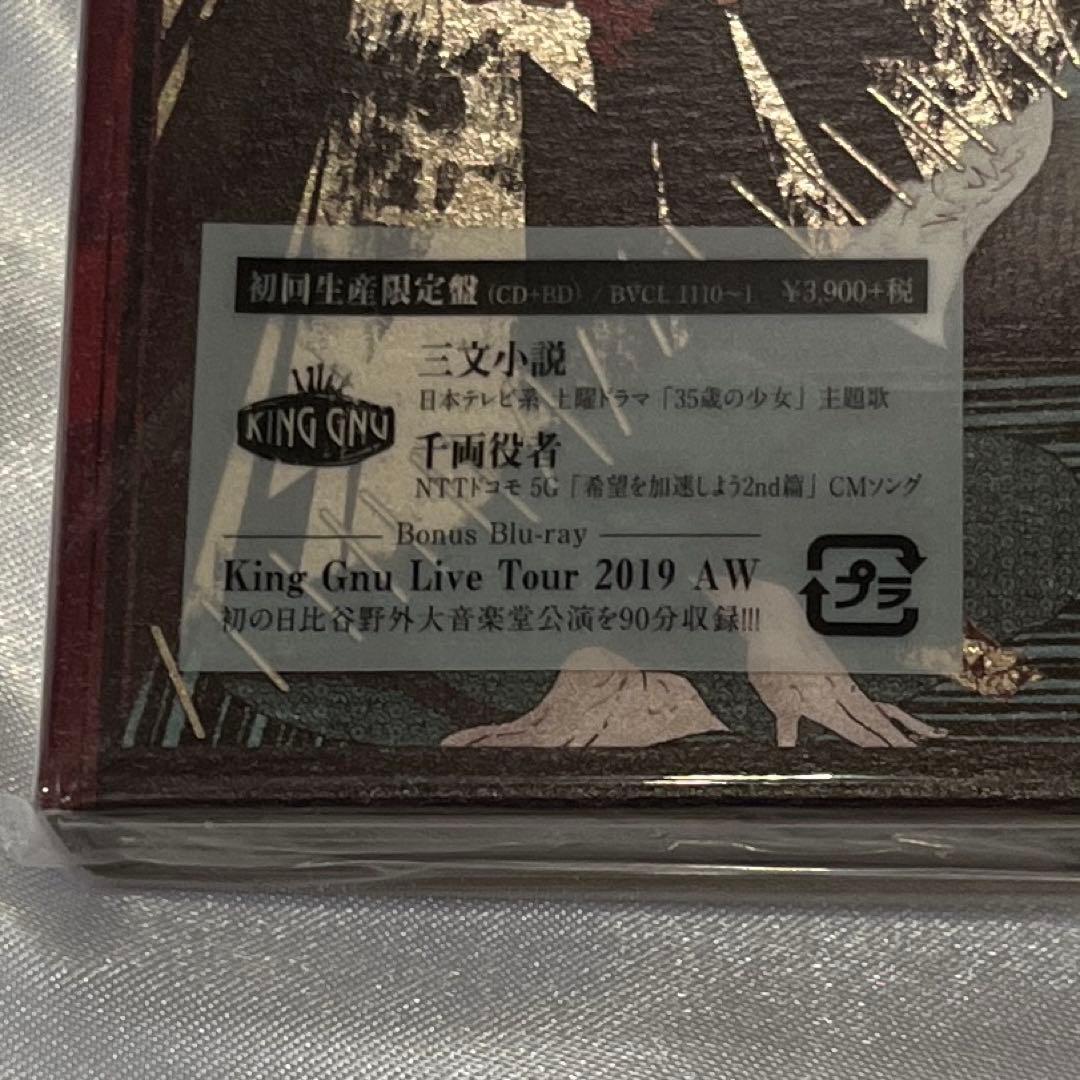 初回生産限定盤 (CD+BD) / BVCL 1110~1 ¥3,900+税
KING GNU
三文小説
日本テレビ系 土曜ドラマ「35歳の少女」主題歌
千両役者
NTTドコモ 5G「希望を加速しよう2nd篇」CMソング
Bonus Blu-ray
King Gnu Live Tour 2019 AW
初の日比谷野外大音楽堂公演を90分収録!!!
プラ